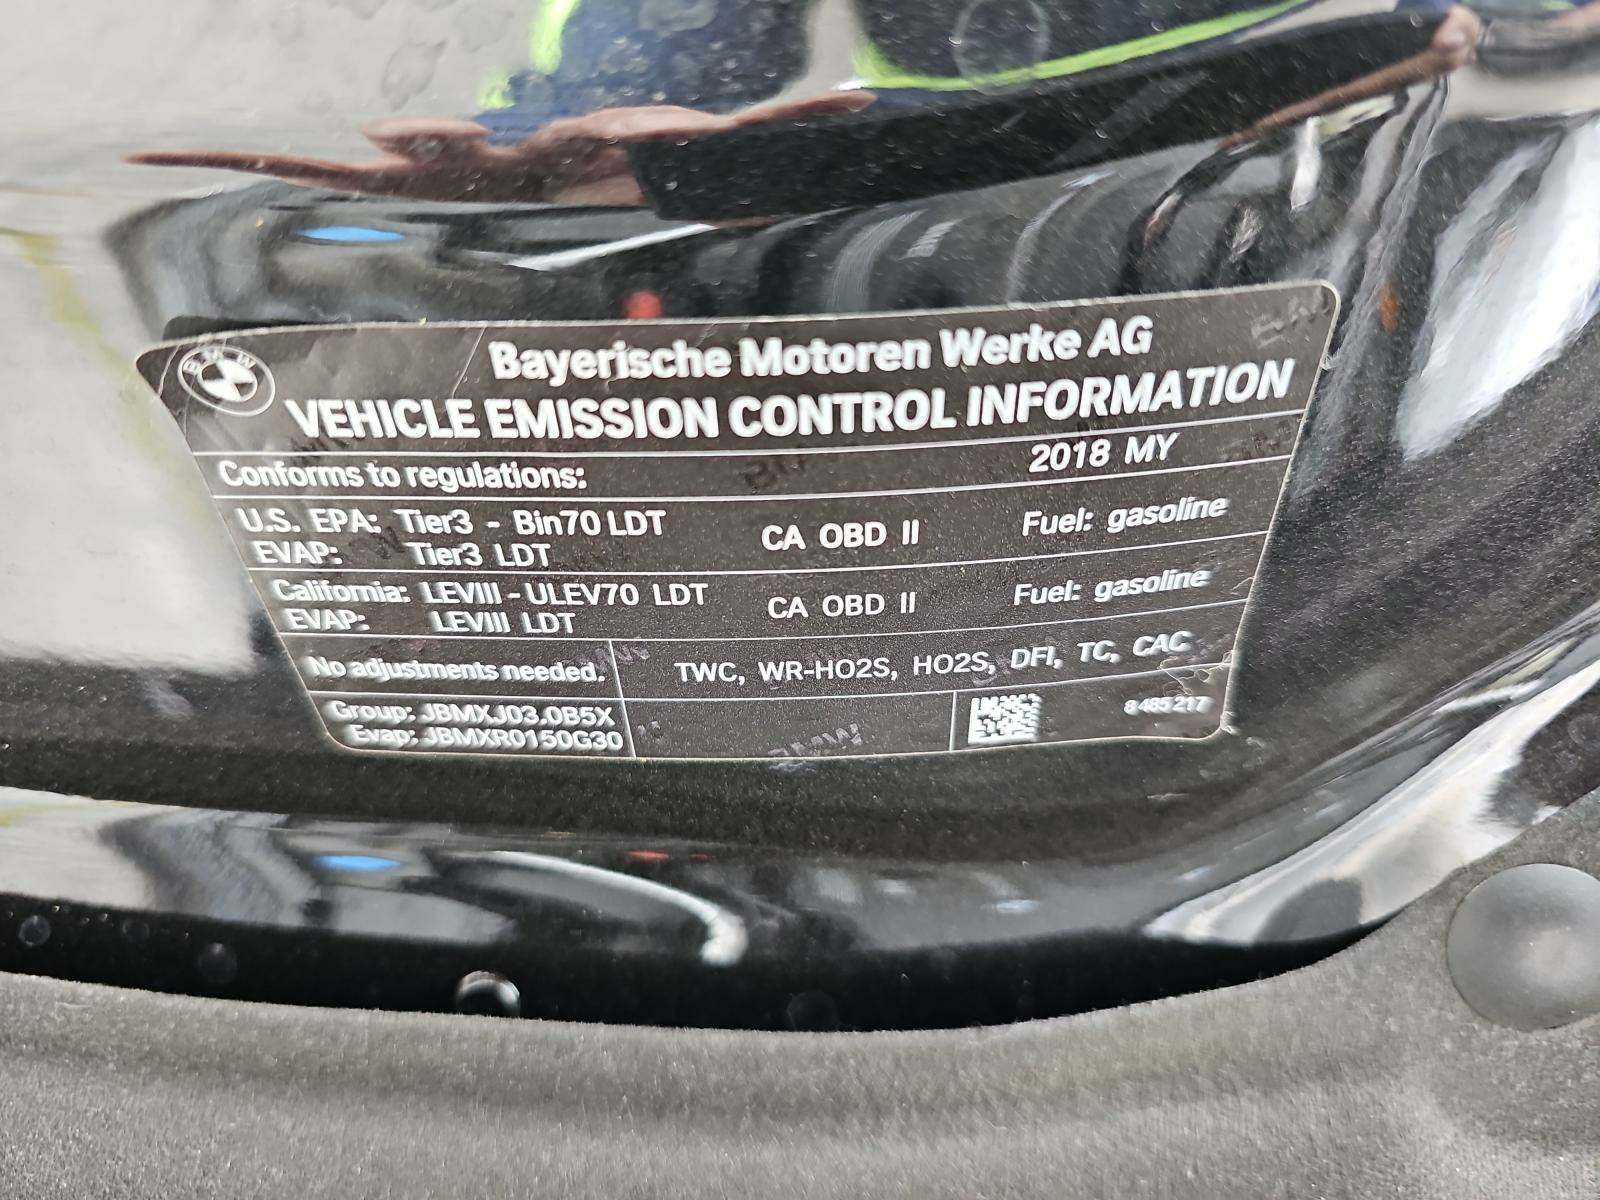 BMW
Bayerische Motoren Werke AG
VEHICLE EMISSION CONTROL INFORMATION
Conforms to regulations: 2018 MY
U.S. EPA: Tier3 - Bin70 LDT CA OBD II Fuel: gasoline
EVAP: Tier3 LDT
California: LEVIII - ULEV70 LDT CA OBD II Fuel: gasoline
EVAP: LEVIII LDT
No adjustments needed. TWC, WR-HO2S, HO2S, DFI, TC, CAC
Group: JBMXJ03.0B5X 8 485 217
Evap: JBMXR0150G30
BMW